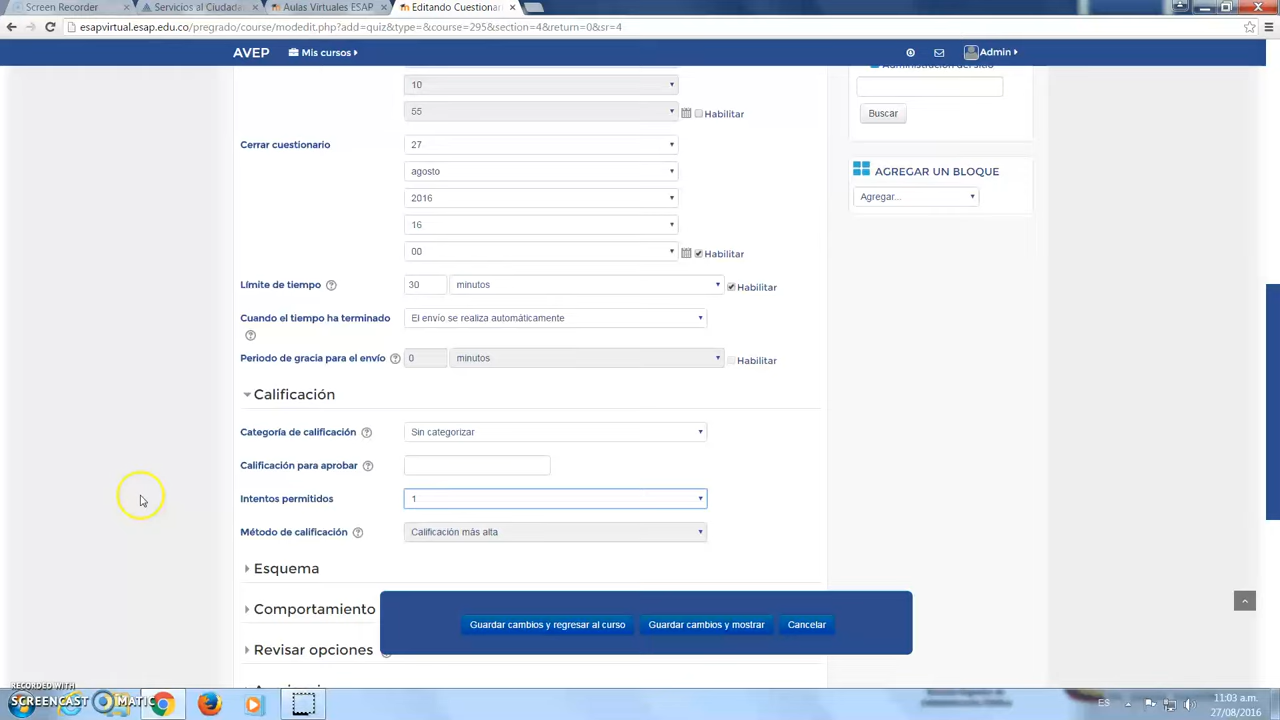 Screen Recorder
Servicios al Ciudada
Aulas Virtuales ESAP
Editando Cuestionar
esapvirtual.esap.edu.co/pregrado/course/modedit.php?add=quiz&type=&course=295&section=4&return=0&sr=4
AVEP
Mis cursos
Admin
Administración del sitio
10
55
Habilitar
Buscar
Cerrar cuestionario
27
agosto
2016
16
00
Habilitar
AGREGAR UN BLOQUE
Agregar...
Límite de tiempo
30
minutos
Habilitar
Cuando el tiempo ha terminado
El envío se realiza automáticamente
Periodo de gracia para el envío
0
minutos
Habilitar
Calificación
Categoría de calificación
Sin categorizar
Calificación para aprobar
Intentos permitidos
1
Método de calificación
Calificación más alta
Esquema
Comportamiento
Guardar cambios y regresar al curso
Guardar cambios y mostrar
Cancelar
Revisar opciones
RECORDED WITH
SCREENCAST MATIC
ES
11:03 a.m.
27/08/2016